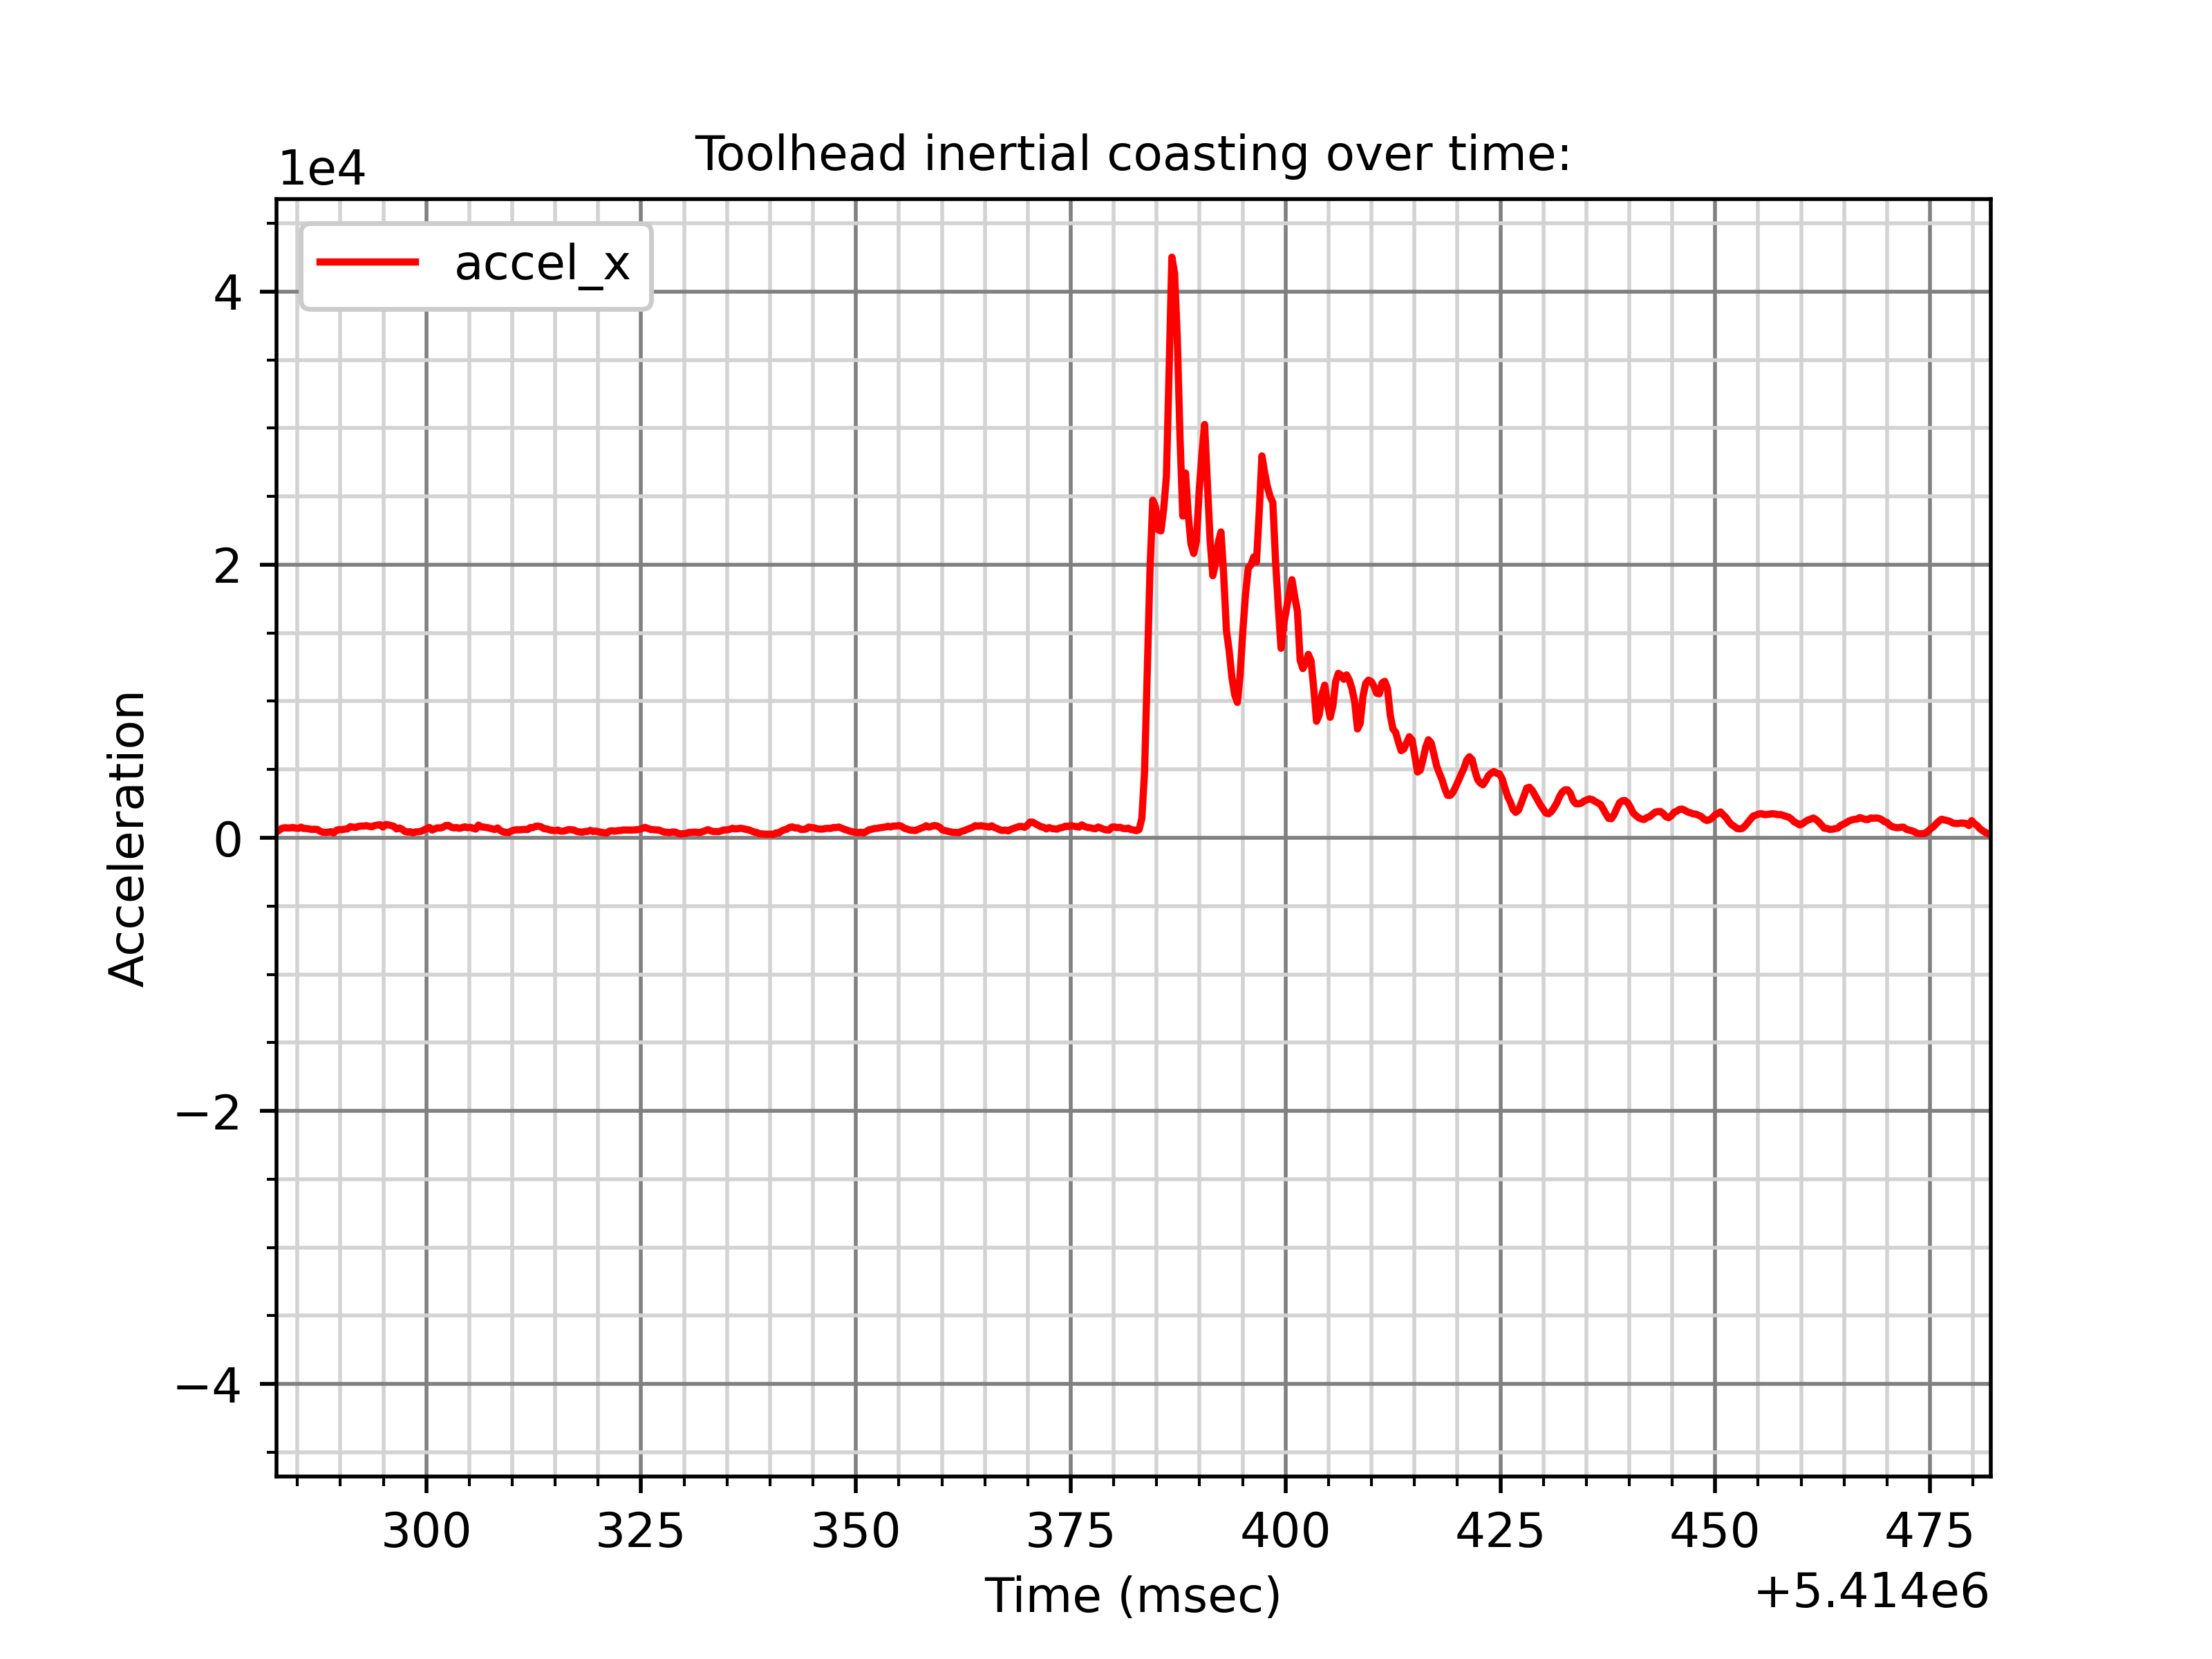 Toolhead inertial coasting over time:
1e4
accel_x
4
2
0
−2
−4
Acceleration
300 325 350 375 400 425 450 475
Time (msec)
+5.414e6